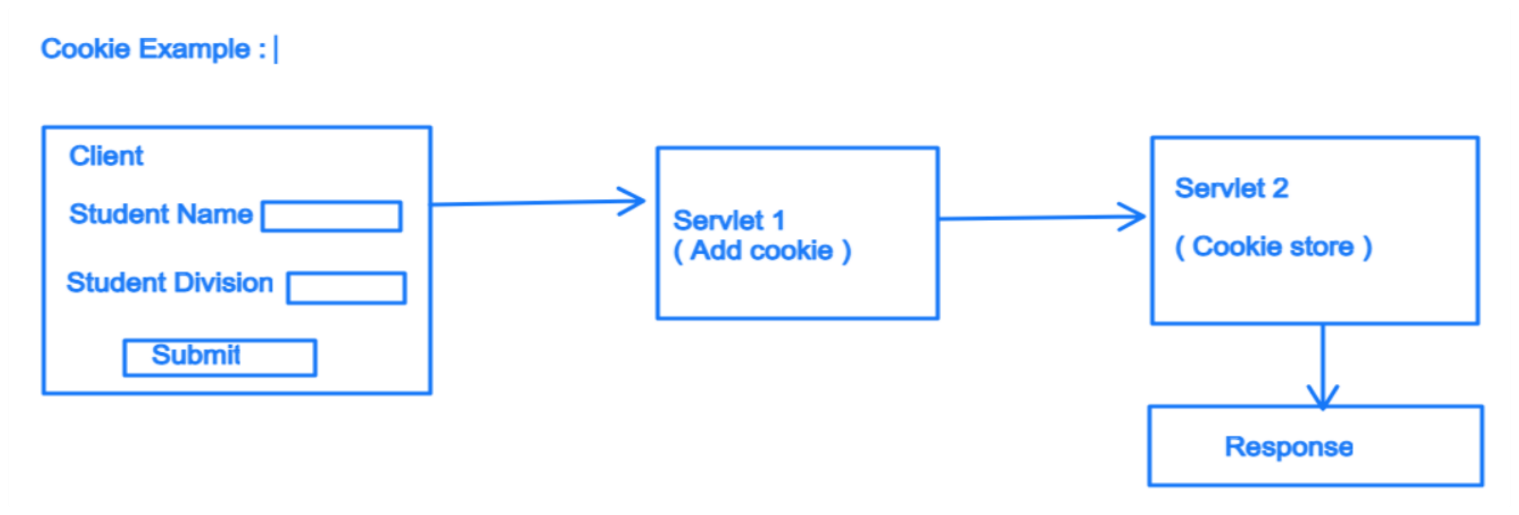 Cookie Example :
Client
Student Name
Student Division
Submit
Servlet 1
( Add cookie )
Servlet 2
( Cookie store )
Response